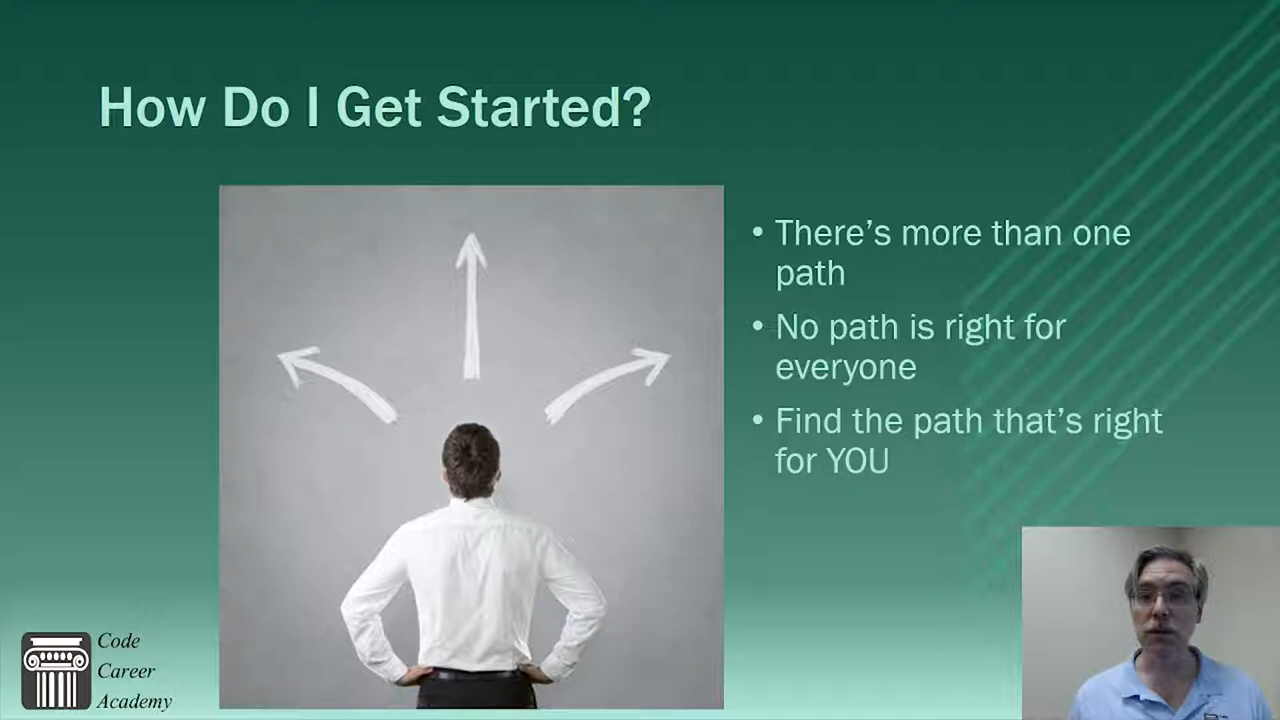 How Do I Get Started?
• There's more than one
path
• No path is right for
everyone
• Find the path that's right
for YOU
Code
Career
Academy